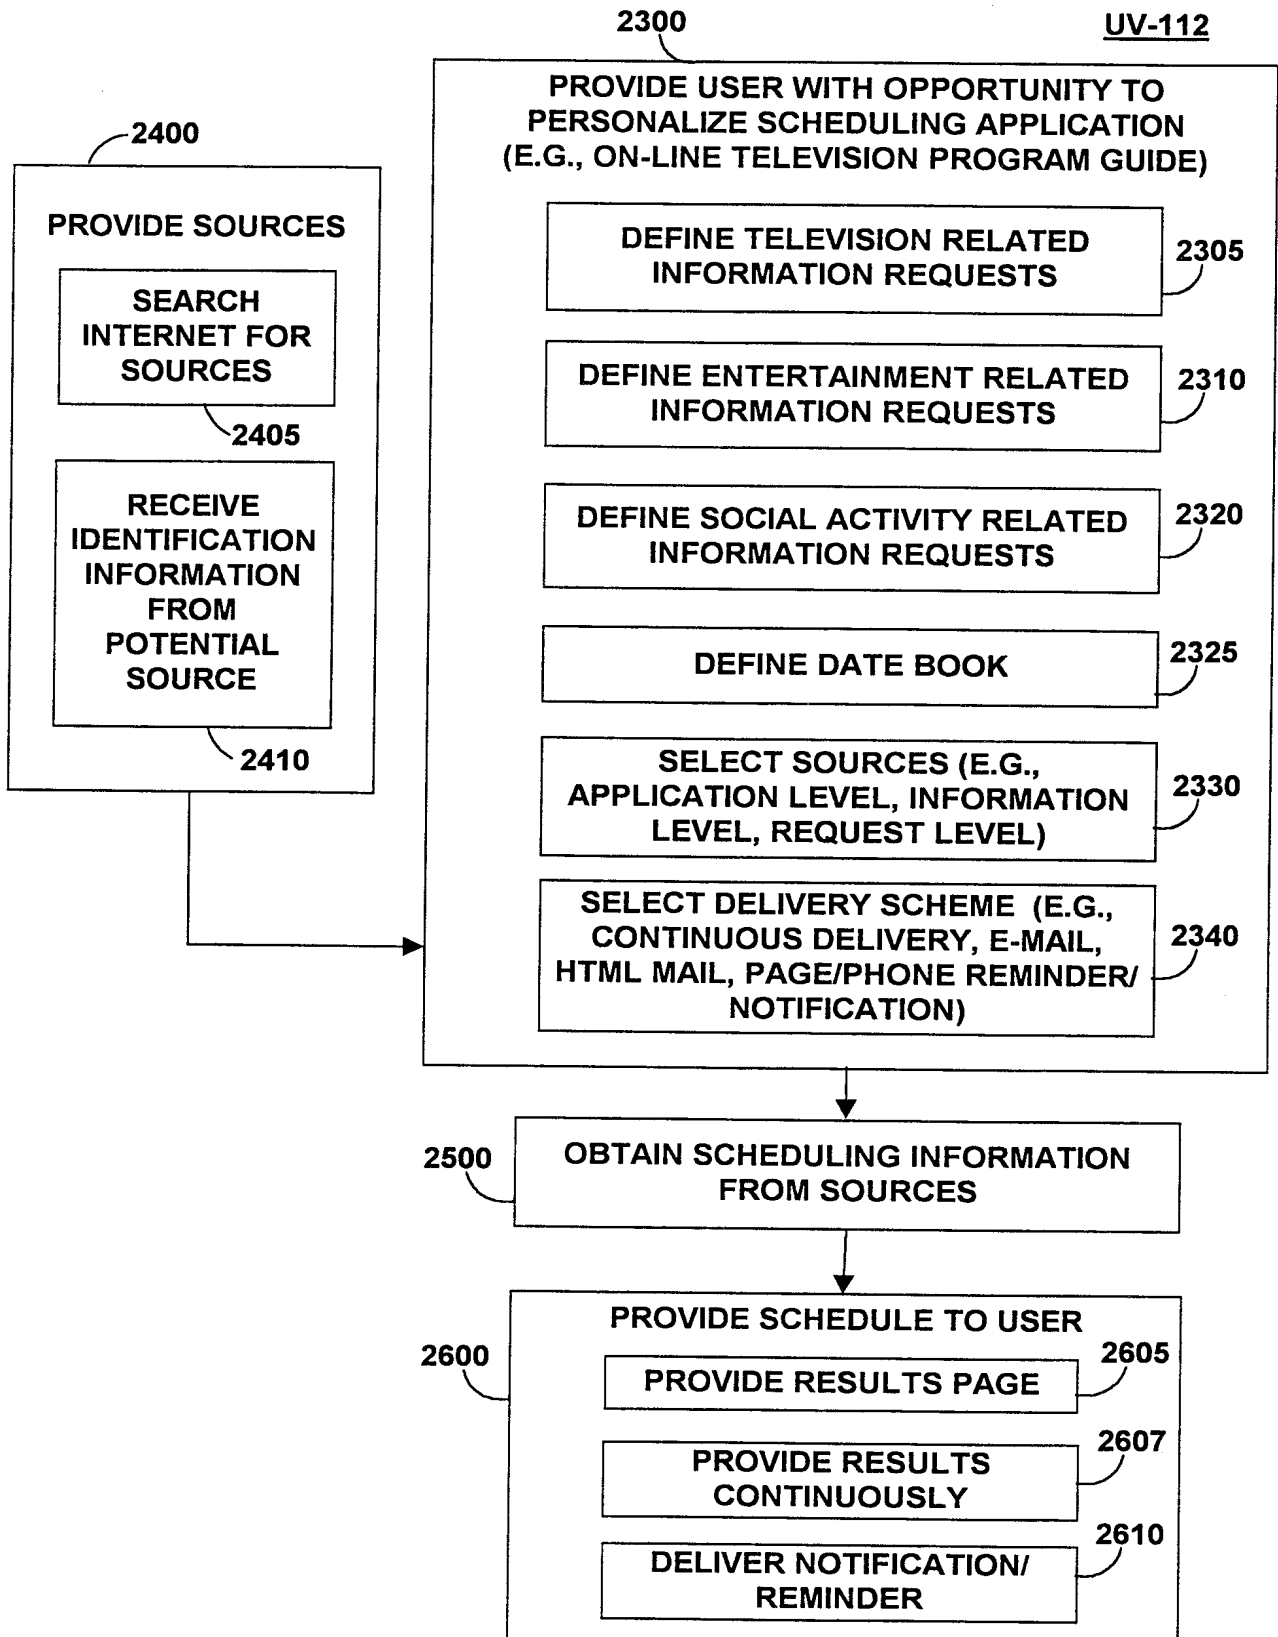 UV-112
2300
PROVIDE USER WITH OPPORTUNITY TO
PERSONALIZE SCHEDULING APPLICATION
(E.G., ON-LINE TELEVISION PROGRAM GUIDE)
2400
PROVIDE SOURCES
SEARCH
INTERNET FOR
SOURCES
2405
RECEIVE
IDENTIFICATION
INFORMATION
FROM
POTENTIAL
SOURCE
2410
DEFINE TELEVISION RELATED
INFORMATION REQUESTS
2305
DEFINE ENTERTAINMENT RELATED
INFORMATION REQUESTS
2310
DEFINE SOCIAL ACTIVITY RELATED
INFORMATION REQUESTS
2320
DEFINE DATE BOOK
2325
SELECT SOURCES (E.G.,
APPLICATION LEVEL, INFORMATION
LEVEL, REQUEST LEVEL)
2330
SELECT DELIVERY SCHEME (E.G.,
CONTINUOUS DELIVERY, E-MAIL,
HTML MAIL, PAGE/PHONE REMINDER/
NOTIFICATION)
2340
2500
OBTAIN SCHEDULING INFORMATION
FROM SOURCES
2600
PROVIDE SCHEDULE TO USER
PROVIDE RESULTS PAGE
2605
PROVIDE RESULTS
CONTINUOUSLY
2607
DELIVER NOTIFICATION/
REMINDER
2610